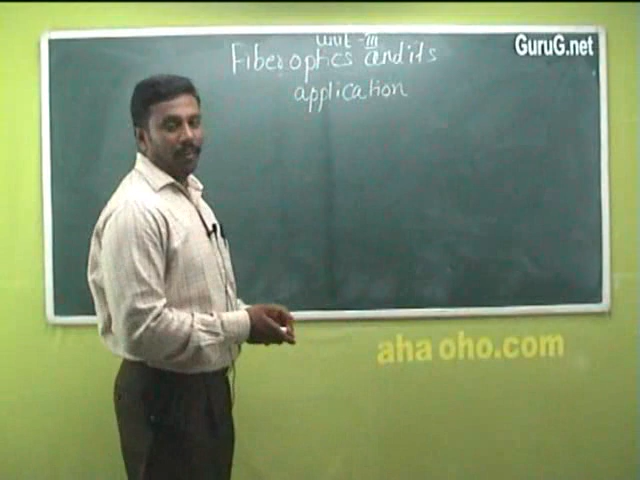 Unit - III
GuruG.net
Fiber optics and its
application
aha oho.com